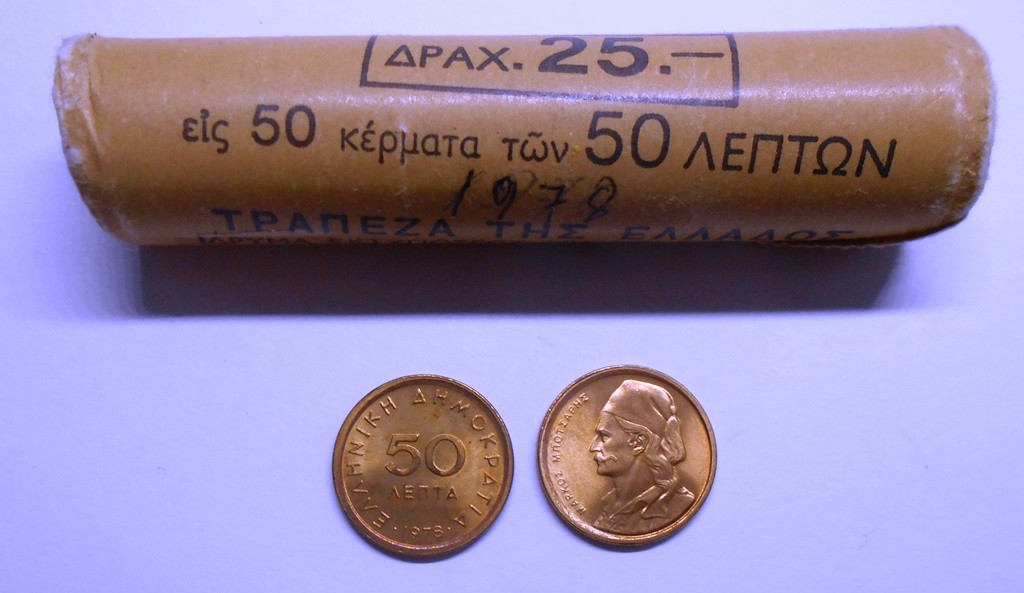 ΔΡΑΧ. 25.—
εἰς 50 κέρματα τῶν 50 ΛΕΠΤΩΝ
1978
ΤΡΑΠΕΖΑ ΤΗΣ ΕΛΛΑΔΟΣ
ΕΛΛΗΝΙΚΗ ΔΗΜΟΚΡΑΤΙΑ
50
ΛΕΠΤΑ
·1978·
ΜΑΡΚΟΣ ΜΠΟΤΣΑΡΗΣ